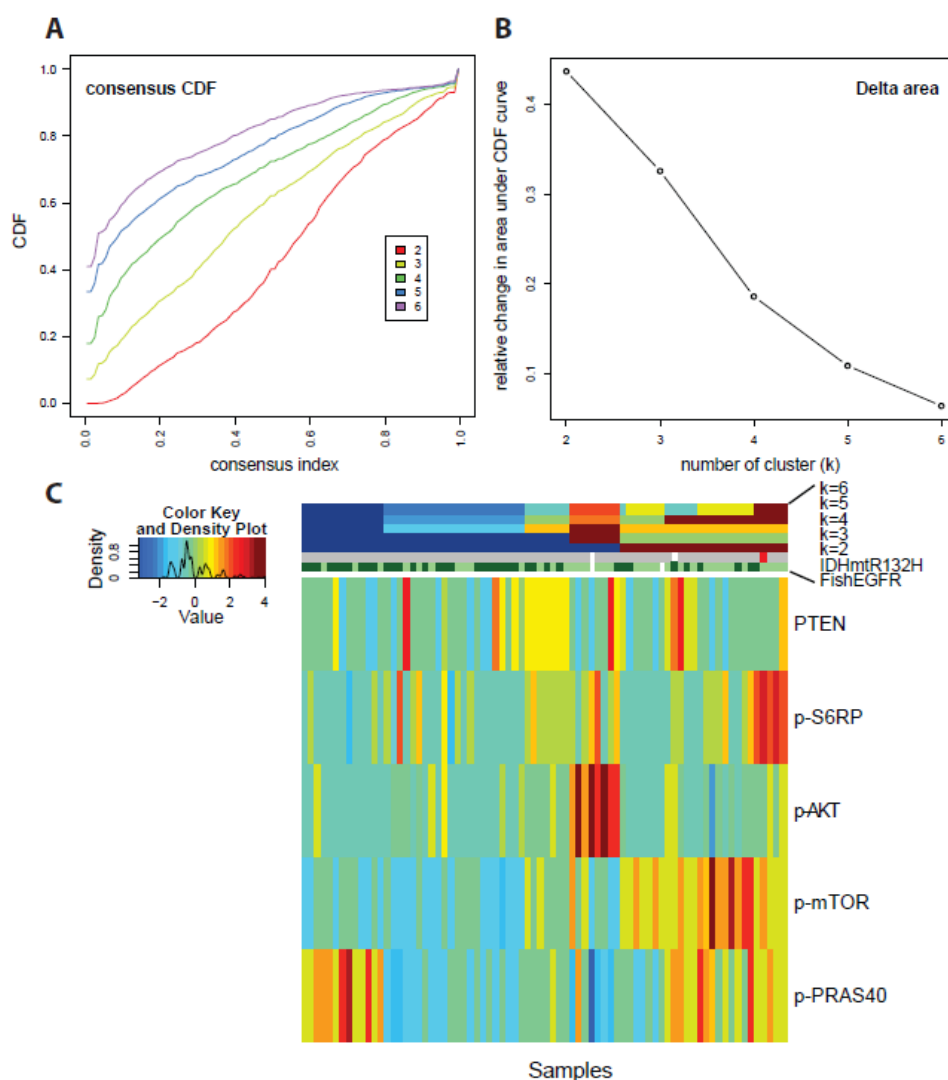 A
consensus CDF
CDF
1.0
0.8
0.6
0.4
0.2
0.0
2
3
4
5
6
0.0 0.2 0.4 0.6 0.8 1.0
consensus index
B
Delta area
relative change in area under CDF curve
0.4
0.3
0.2
0.1
2 3 4 5 6
number of cluster (k)
C
Color Key
and Density Plot
Density
0.8
0
−2 0 2 4
Value
k=6
k=5
k=4
k=3
k=2
IDHmtR132H
FishEGFR
PTEN
p-S6RP
p-AKT
p-mTOR
p-PRAS40
Samples